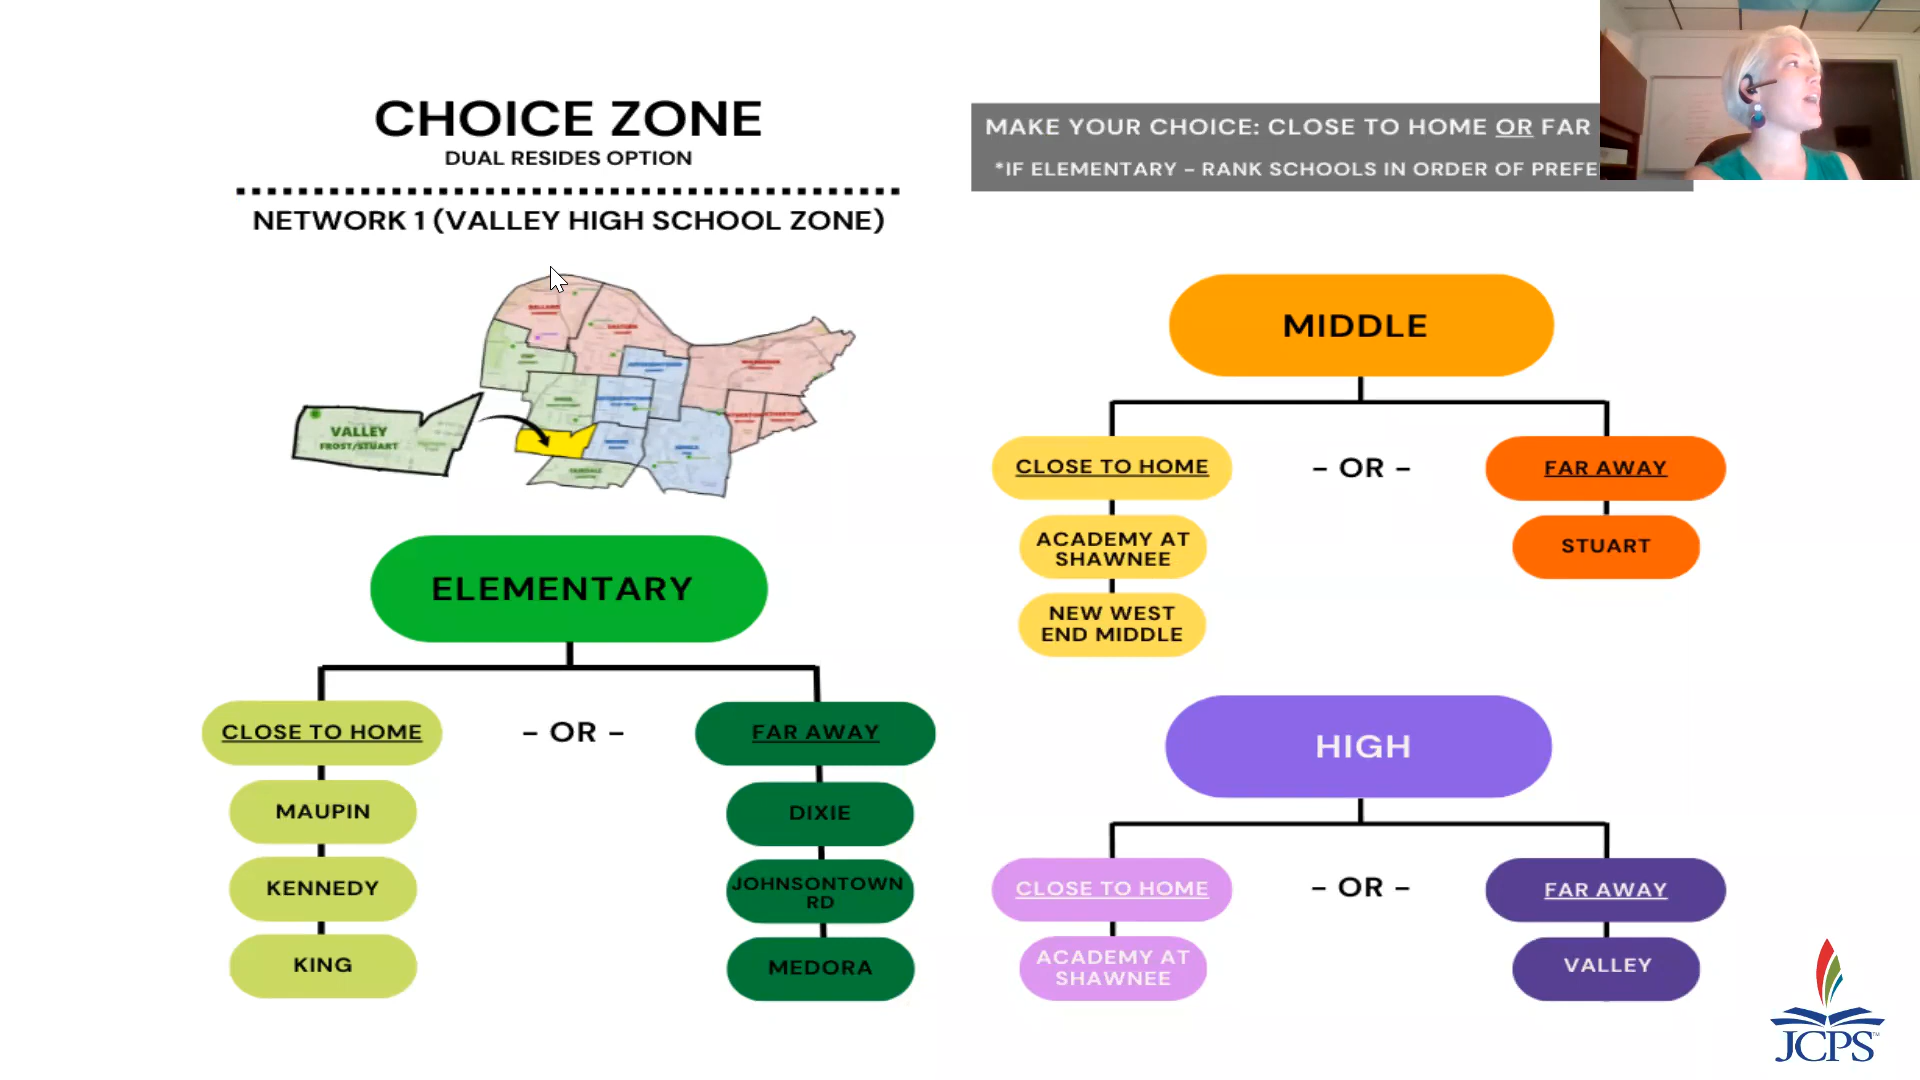 CHOICE ZONE
DUAL RESIDES OPTION
NETWORK 1 (VALLEY HIGH SCHOOL ZONE)
MAKE YOUR CHOICE: CLOSE TO HOME OR FAR
*IF ELEMENTARY - RANK SCHOOLS IN ORDER OF PREFE
VALLEY
FROST/STUART
ELEMENTARY
CLOSE TO HOME
- OR -
FAR AWAY
MAUPIN
DIXIE
KENNEDY
JOHNSONTOWN
RD
KING
MEDORA
MIDDLE
CLOSE TO HOME
- OR -
FAR AWAY
ACADEMY AT
SHAWNEE
STUART
NEW WEST
END MIDDLE
HIGH
CLOSE TO HOME
- OR -
FAR AWAY
ACADEMY AT
SHAWNEE
VALLEY
JCPS